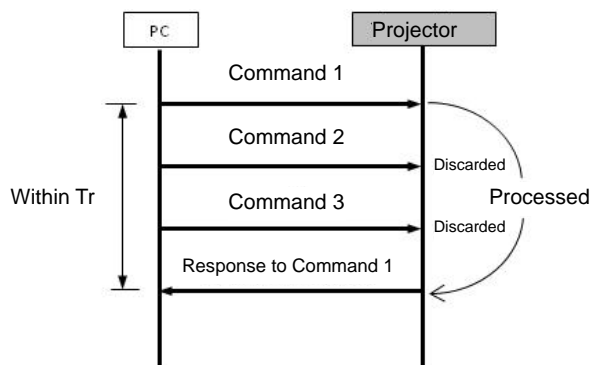 PC
Projector
Command 1
Command 2
Discarded
Within Tr
Processed
Command 3
Discarded
Response to Command 1